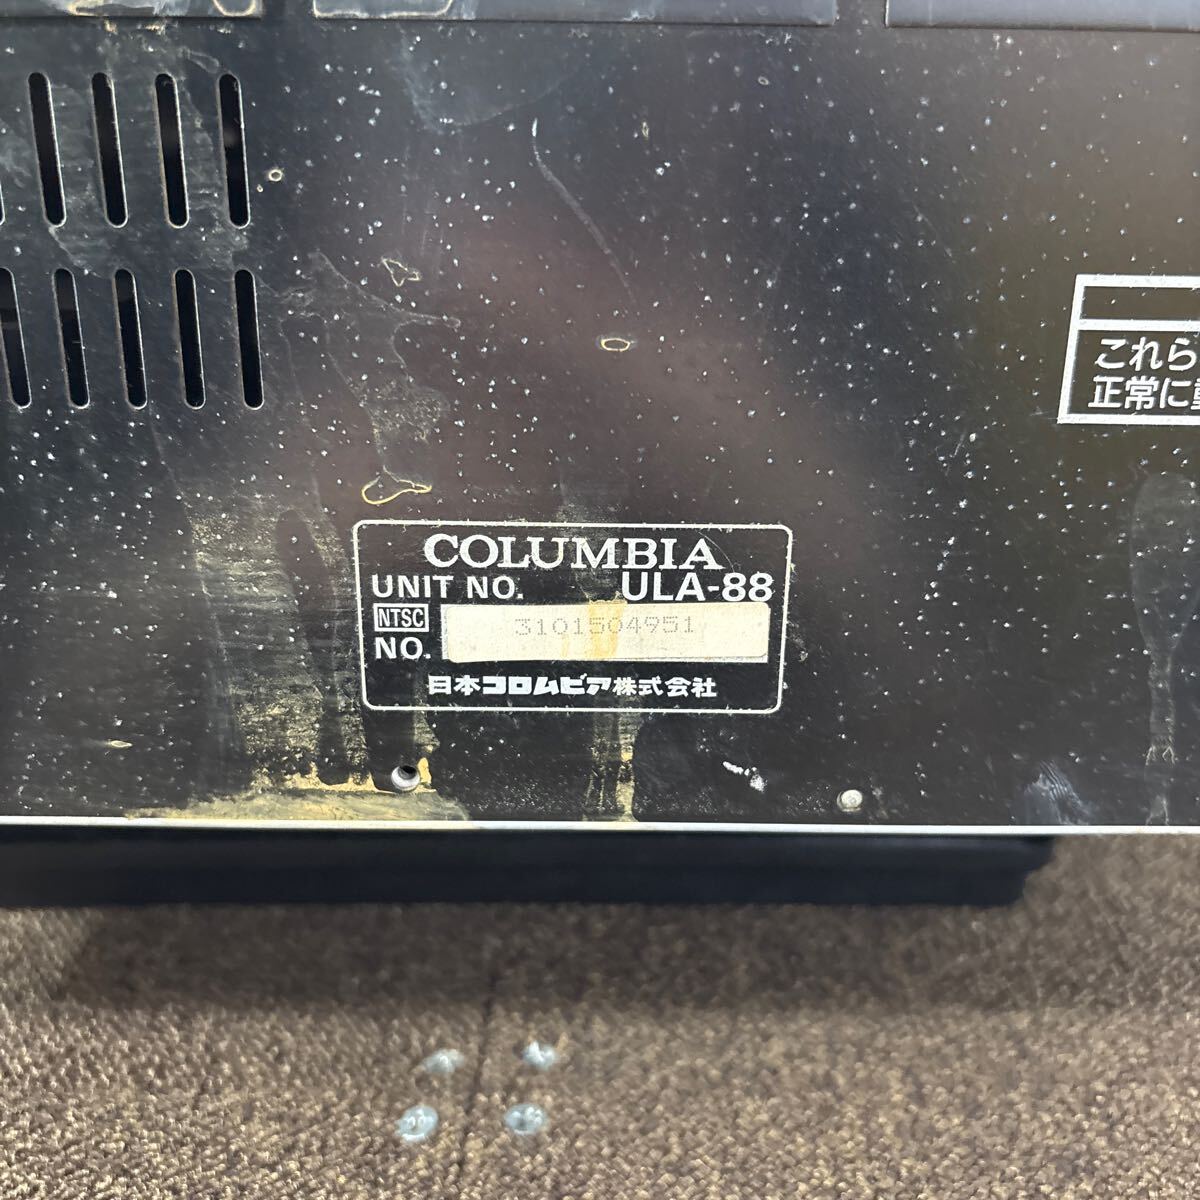 COLUMBIA
UNIT NO. ULA-88
NTSC
NO. 3101504951
日本コロムビア株式会社
これら
正常に